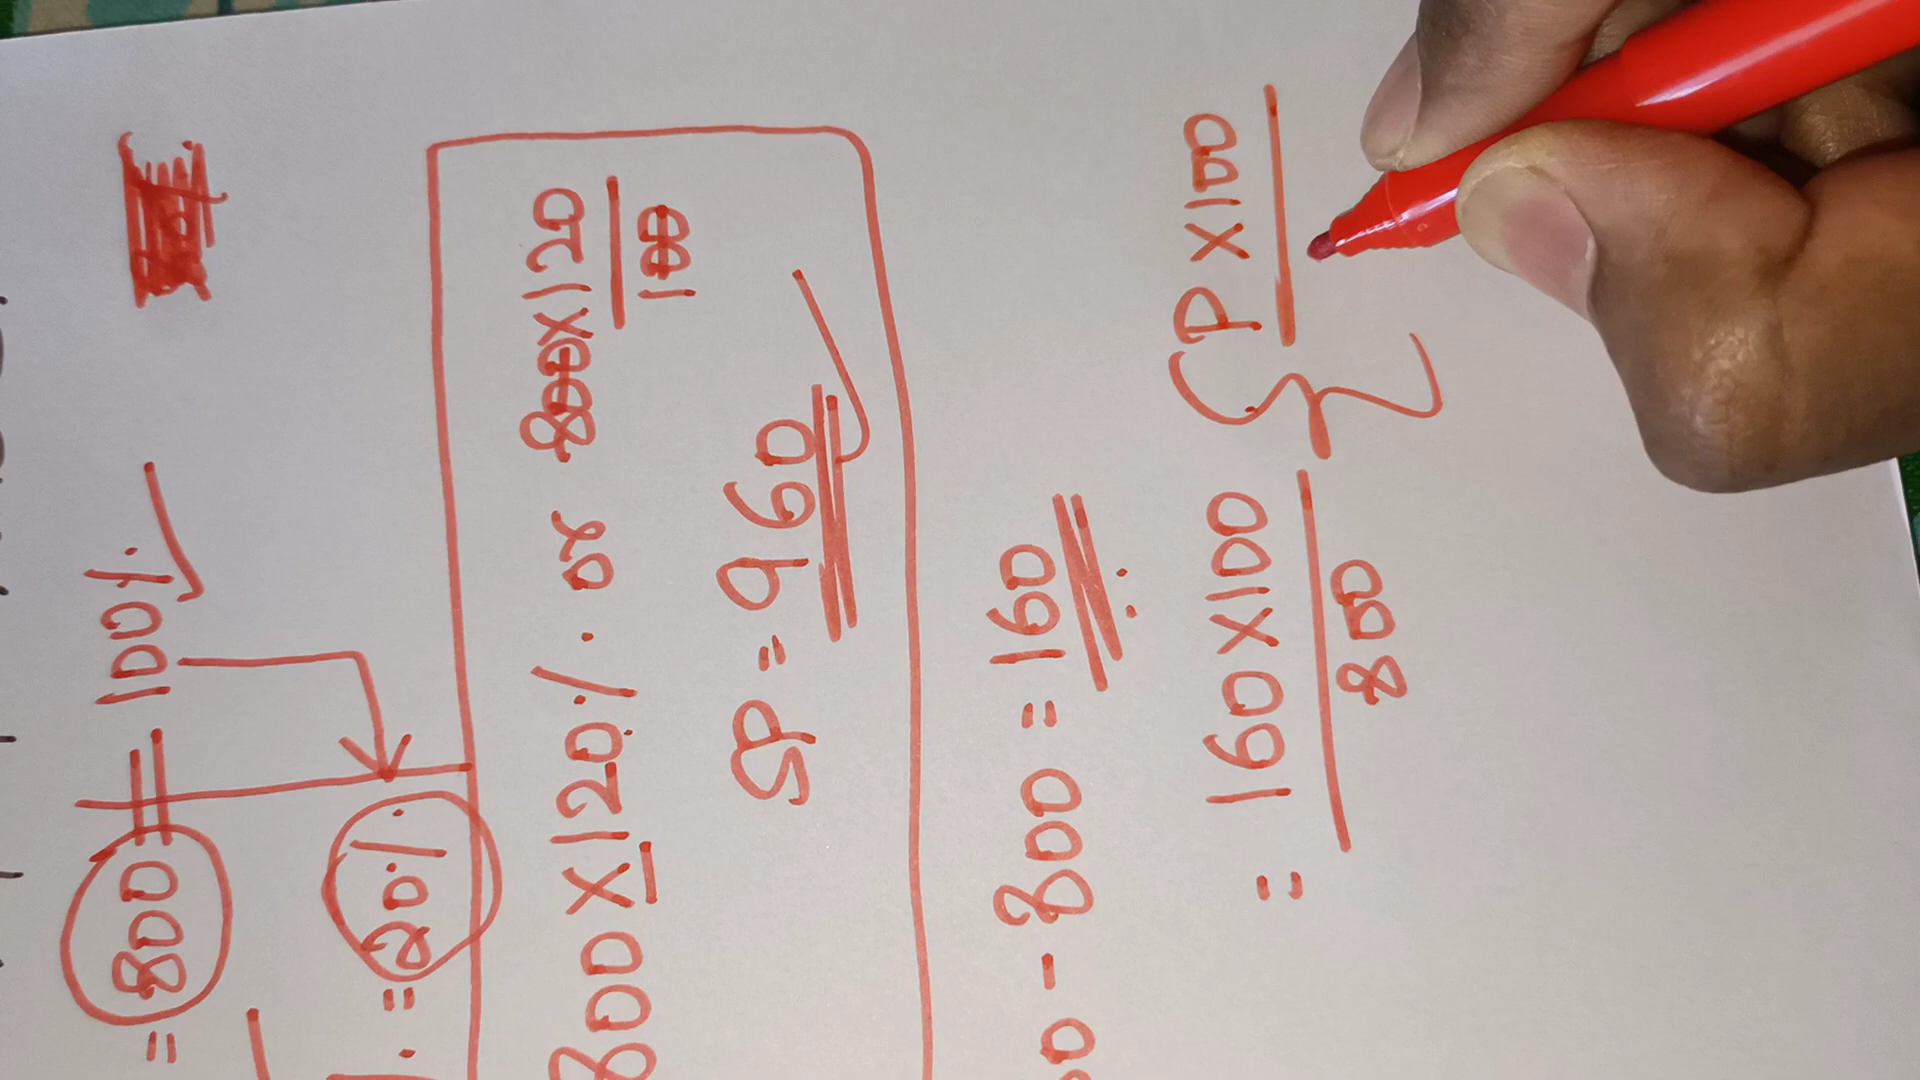 = 800 = 100%
%. = 20%
800 X 120% or 800X120
100
SP = 960
0 - 800 = 160
= 160X100 { P X100
800